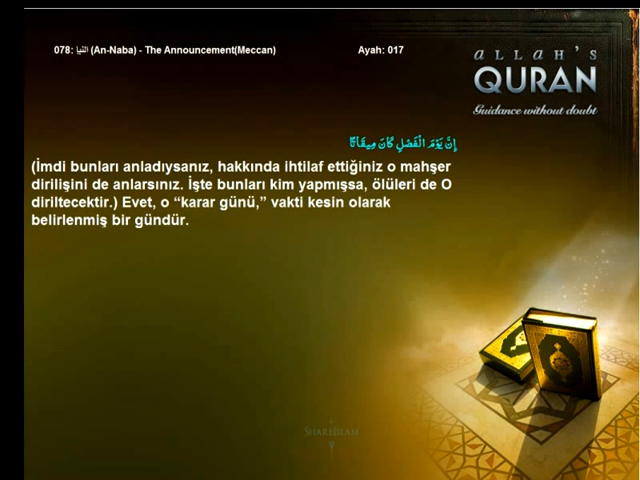 078: النبا (An-Naba) - The Announcement(Meccan) Ayah: 017
ALLAH'S
QURAN
Guidance without doubt
إِنَّ يَوْمَ الْفَصْلِ كَانَ مِيقَاتًا
(İmdi bunları anladıysanız, hakkında ihtilaf ettiğiniz o mahşer
dirilişini de anlarsınız. İşte bunları kim yapmışsa, ölüleri de O
diriltecektir.) Evet, o “karar günü,” vakti kesin olarak
belirlenmiş bir gündür.
ShareIslam